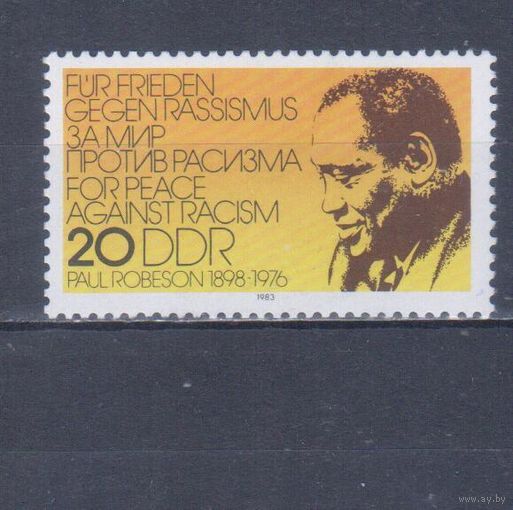 FÜR FRIEDEN
GEGEN RASSISMUS
ЗА МИР
ПРОТИВ РАСИЗМА
FOR PEACE
AGAINST RACISM
20 DDR
PAUL ROBESON 1898-1976
1983
www.ay.by